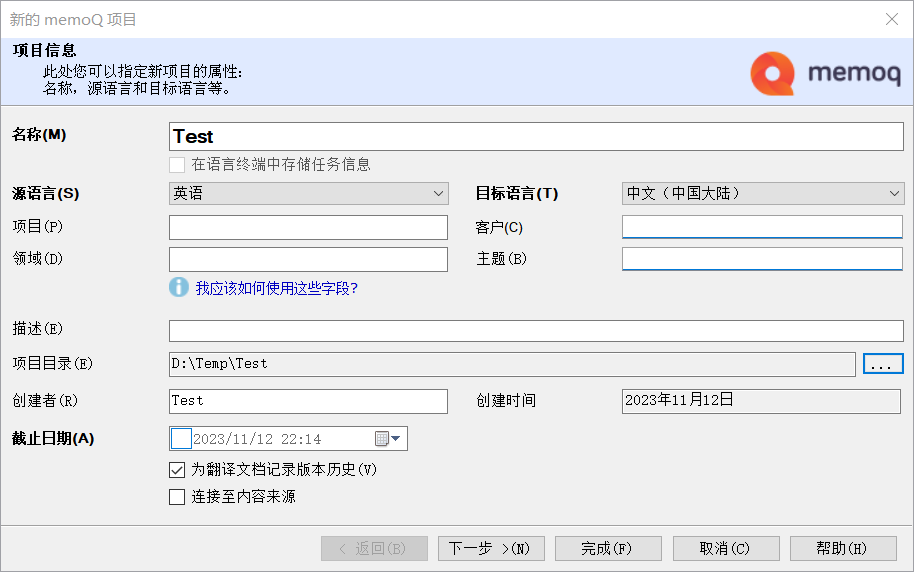 新的 memoQ 项目
项目信息
此处您可以指定新项目的属性:
名称，源语言和目标语言等。
memoq
名称(M)
Test
在语言终端中存储任务信息
源语言(S)
英语
目标语言(T)
中文（中国大陆）
项目(P)
客户(C)
领域(D)
主题(B)
我应该如何使用这些字段?
描述(E)
项目目录(E)
D:\Temp\Test
...
创建者(R)
Test
创建时间
2023年11月12日
截止日期(A)
2023/11/12 22:14
为翻译文档记录版本历史(V)
连接至内容来源
< 返回(B)
下一步 >(N)
完成(F)
取消(C)
帮助(H)